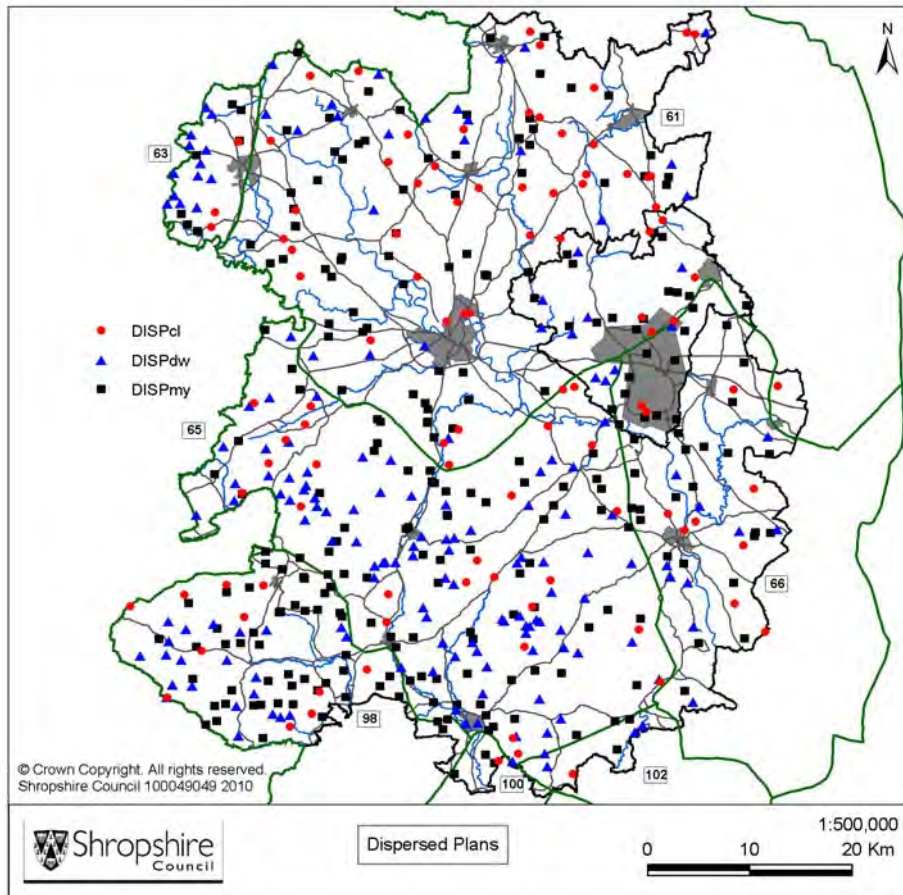 N
61
63
DISPcl
DISPdw
DISPmy
65
66
98
100
102
© Crown Copyright. All rights reserved.
Shropshire Council 100049049 2010
Shropshire
Council
Dispersed Plans
1:500,000
0 10 20 Km